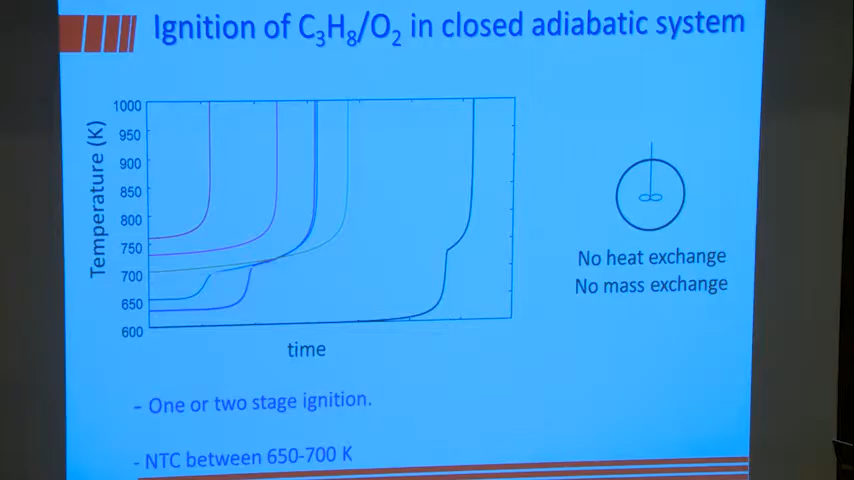 Ignition of C₃H₈/O₂ in closed adiabatic system
1000
950
900
850
800
750
700
650
600
Temperature (K)
time
No heat exchange
No mass exchange
– One or two stage ignition.
- NTC between 650-700 K